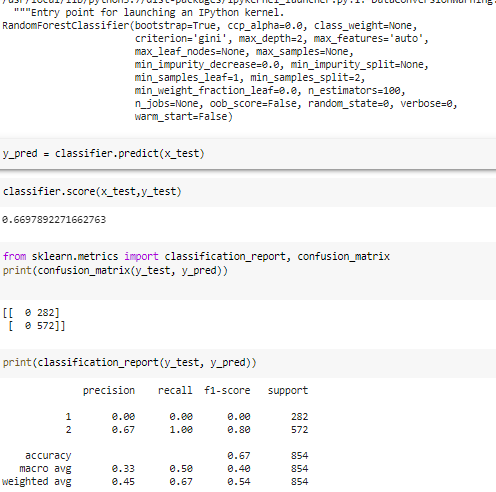 /usr/local/lib/python3.7/dist-packages/ipykernel_launcher.py:1: DataConversionWarning:
"""Entry point for launching an IPython kernel.
RandomForestClassifier(bootstrap=True, ccp_alpha=0.0, class_weight=None,
criterion='gini', max_depth=2, max_features='auto',
max_leaf_nodes=None, max_samples=None,
min_impurity_decrease=0.0, min_impurity_split=None,
min_samples_leaf=1, min_samples_split=2,
min_weight_fraction_leaf=0.0, n_estimators=100,
n_jobs=None, oob_score=False, random_state=0, verbose=0,
warm_start=False)
y_pred = classifier.predict(x_test)
classifier.score(x_test,y_test)
0.6697892271662763
from sklearn.metrics import classification_report, confusion_matrix
print(confusion_matrix(y_test, y_pred))
[[ 0 282]
[ 0 572]]
print(classification_report(y_test, y_pred))
precision recall f1-score support
1 0.00 0.00 0.00 282
2 0.67 1.00 0.80 572
accuracy 0.67 854
macro avg 0.33 0.50 0.40 854
weighted avg 0.45 0.67 0.54 854